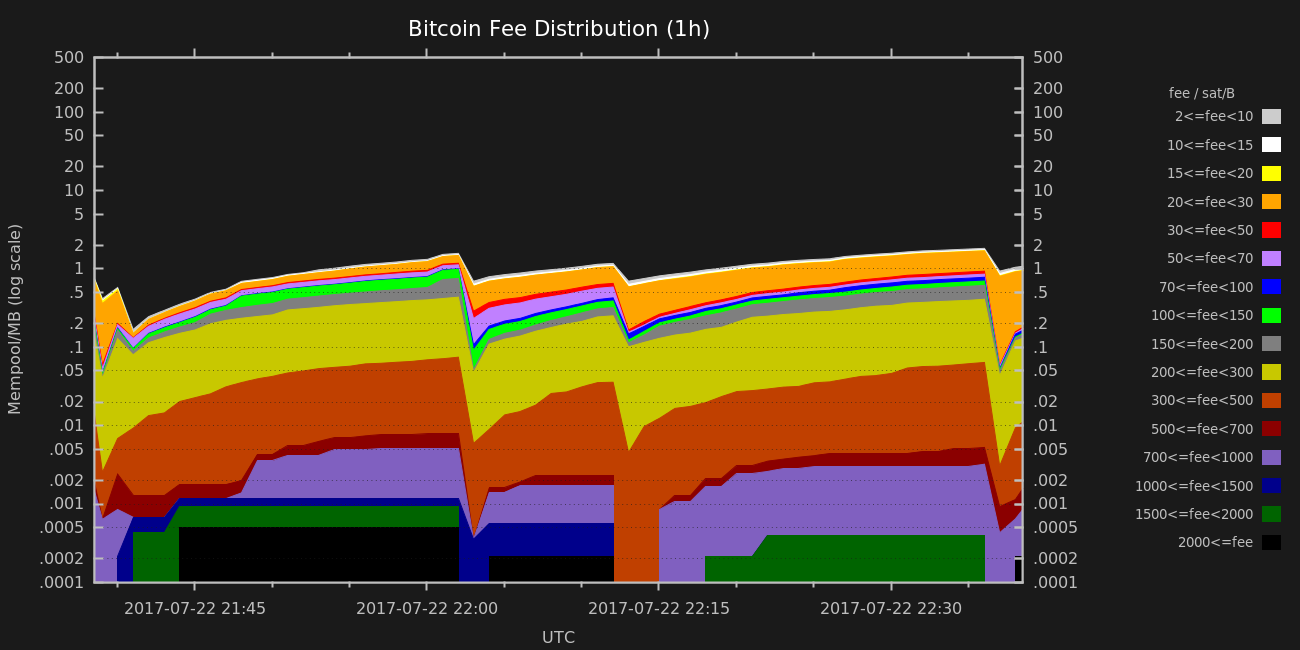 Bitcoin Fee Distribution (1h)
500
200
100
50
20
10
5
2
1
.5
.2
.1
.05
.02
.01
.005
.002
.001
.0005
.0002
.0001
Mempool/MB (log scale)
500
200
100
50
20
10
5
2
1
.5
.2
.1
.05
.02
.01
.005
.002
.001
.0005
.0002
.0001
2017-07-22 21:45
2017-07-22 22:00
2017-07-22 22:15
2017-07-22 22:30
UTC
fee / sat/B
2<=fee<10
10<=fee<15
15<=fee<20
20<=fee<30
30<=fee<50
50<=fee<70
70<=fee<100
100<=fee<150
150<=fee<200
200<=fee<300
300<=fee<500
500<=fee<700
700<=fee<1000
1000<=fee<1500
1500<=fee<2000
2000<=fee